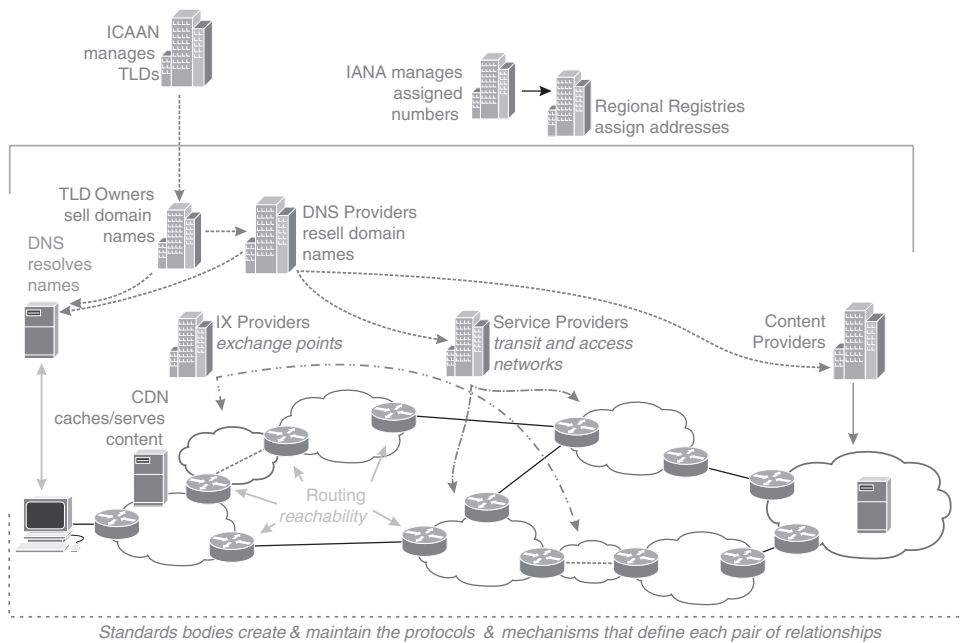 ICAAN
manages
TLDs
IANA manages
assigned
numbers
Regional Registries
assign addresses
TLD Owners
sell domain
names
DNS Providers
resell domain
names
DNS
resolves
names
IX Providers
exchange points
Service Providers
transit and access
networks
Content
Providers
CDN
caches/serves
content
Routing
reachability
Standards bodies create & maintain the protocols & mechanisms that define each pair of relationships